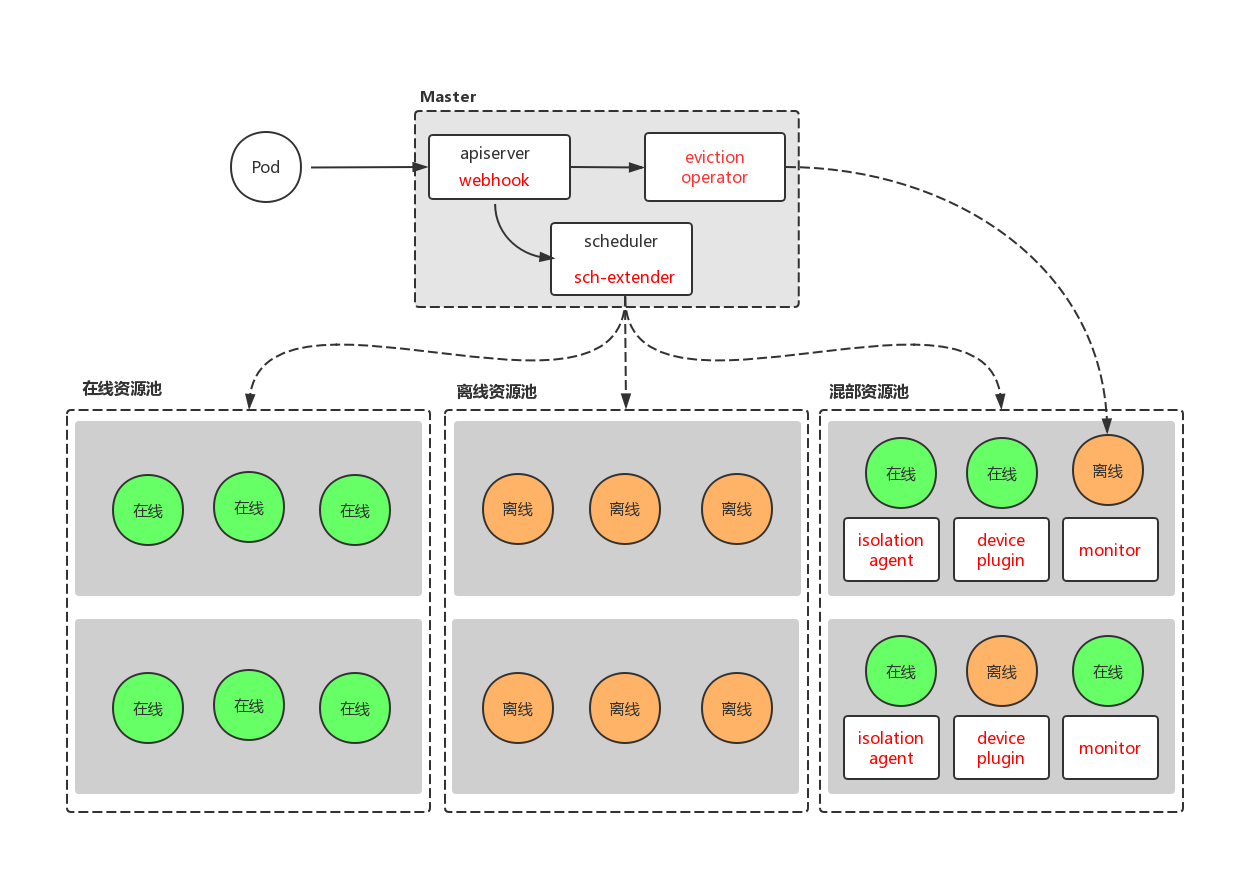 Master
Pod
apiserver
webhook
eviction
operator
scheduler
sch-extender
在线资源池
在线
在线
在线
在线
在线
在线
离线资源池
离线
离线
离线
离线
离线
离线
混部资源池
在线
在线
离线
isolation
agent
device
plugin
monitor
在线
离线
在线
isolation
agent
device
plugin
monitor